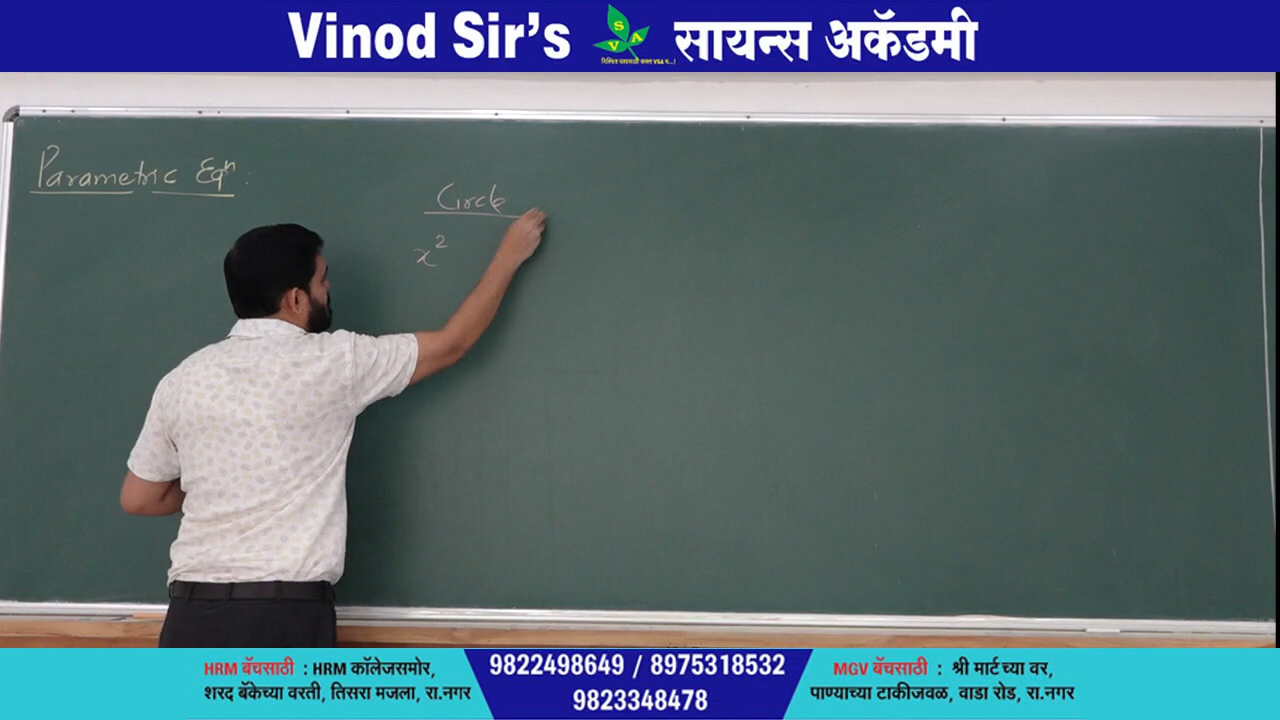 Vinod Sir's SVA सायन्स अकॅडमी
Parametric Eqn :
Circle
x²
HRM बॅचसाठी : HRM कॉलेजसमोर,
शरद बॅकेच्या वरती, तिसरा मजला, रा.नगर
9822498649 / 8975318532
9823348478
MGV बॅचसाठी : श्री मार्टच्या वर,
पाण्याच्या टाकीजवळ, वाडा रोड, रा.नगर